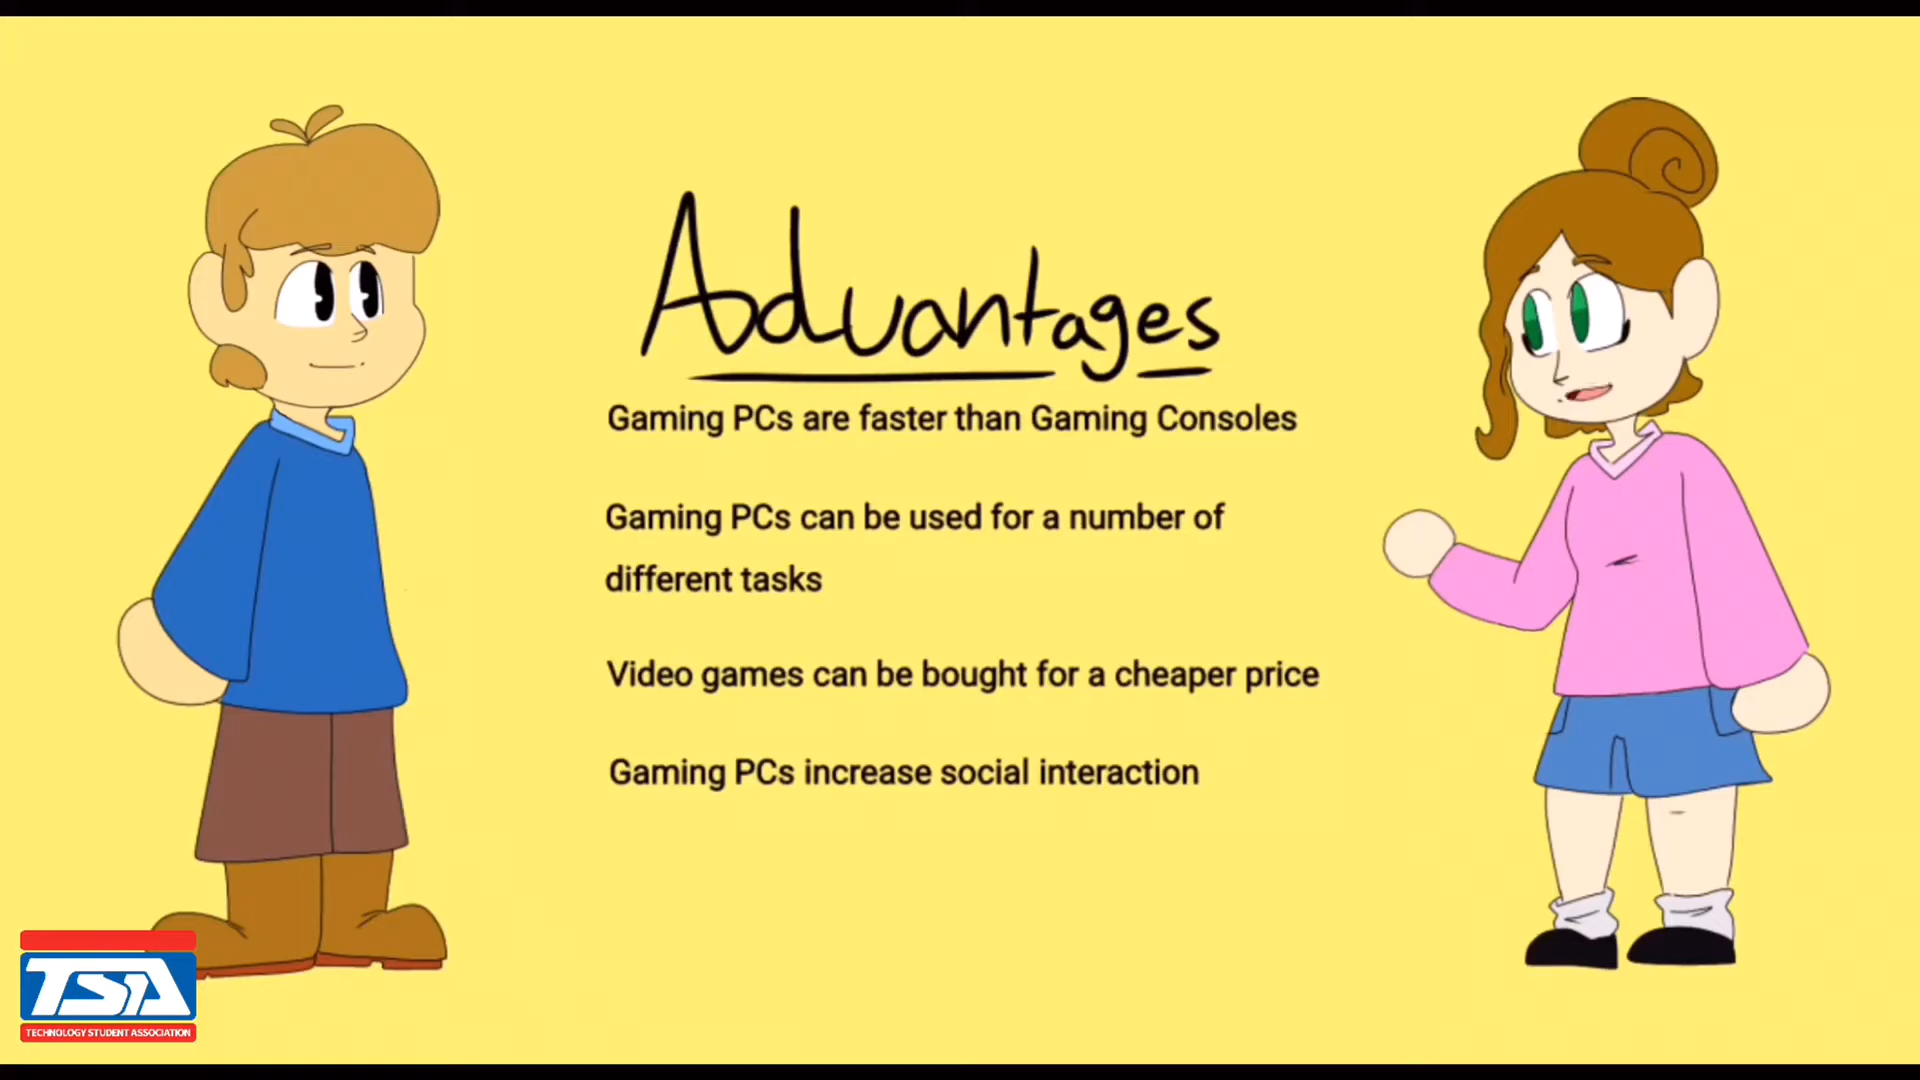 Advantages
Gaming PCs are faster than Gaming Consoles
Gaming PCs can be used for a number of
different tasks
Video games can be bought for a cheaper price
Gaming PCs increase social interaction
TSA
TECHNOLOGY STUDENT ASSOCIATION